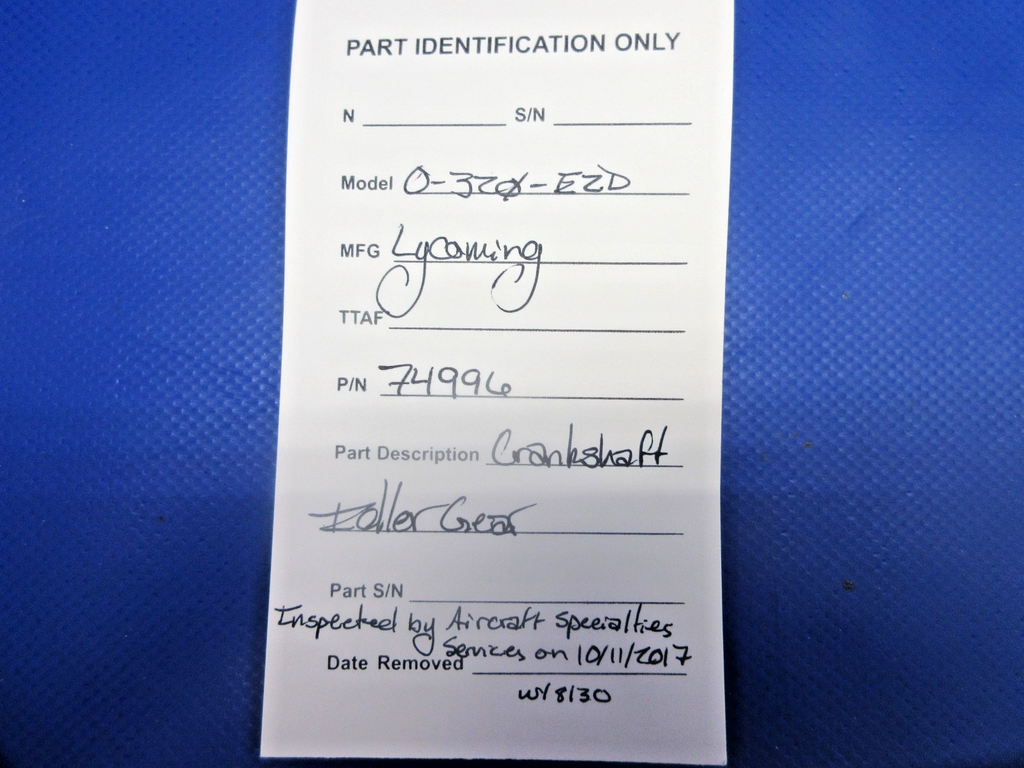 PART IDENTIFICATION ONLY
N S/N
Model O-320-E2D
MFG Lycoming
TTAF
P/N 74996
Part Description Crankshaft
Idler Gear
Part S/N
Inspected by Aircraft Specialties
Services on 10/11/2017
Date Removed
w/ 8130